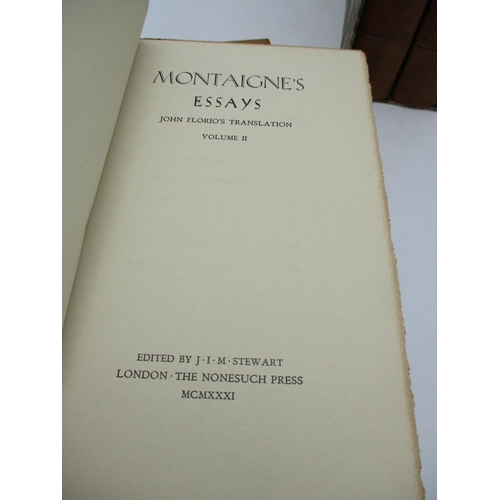 MONTAIGNE'S
ESSAYS
JOHN FLORIO'S TRANSLATION
VOLUME II
EDITED BY J·I·M·STEWART
LONDON·THE NONESUCH PRESS
MCMXXXI